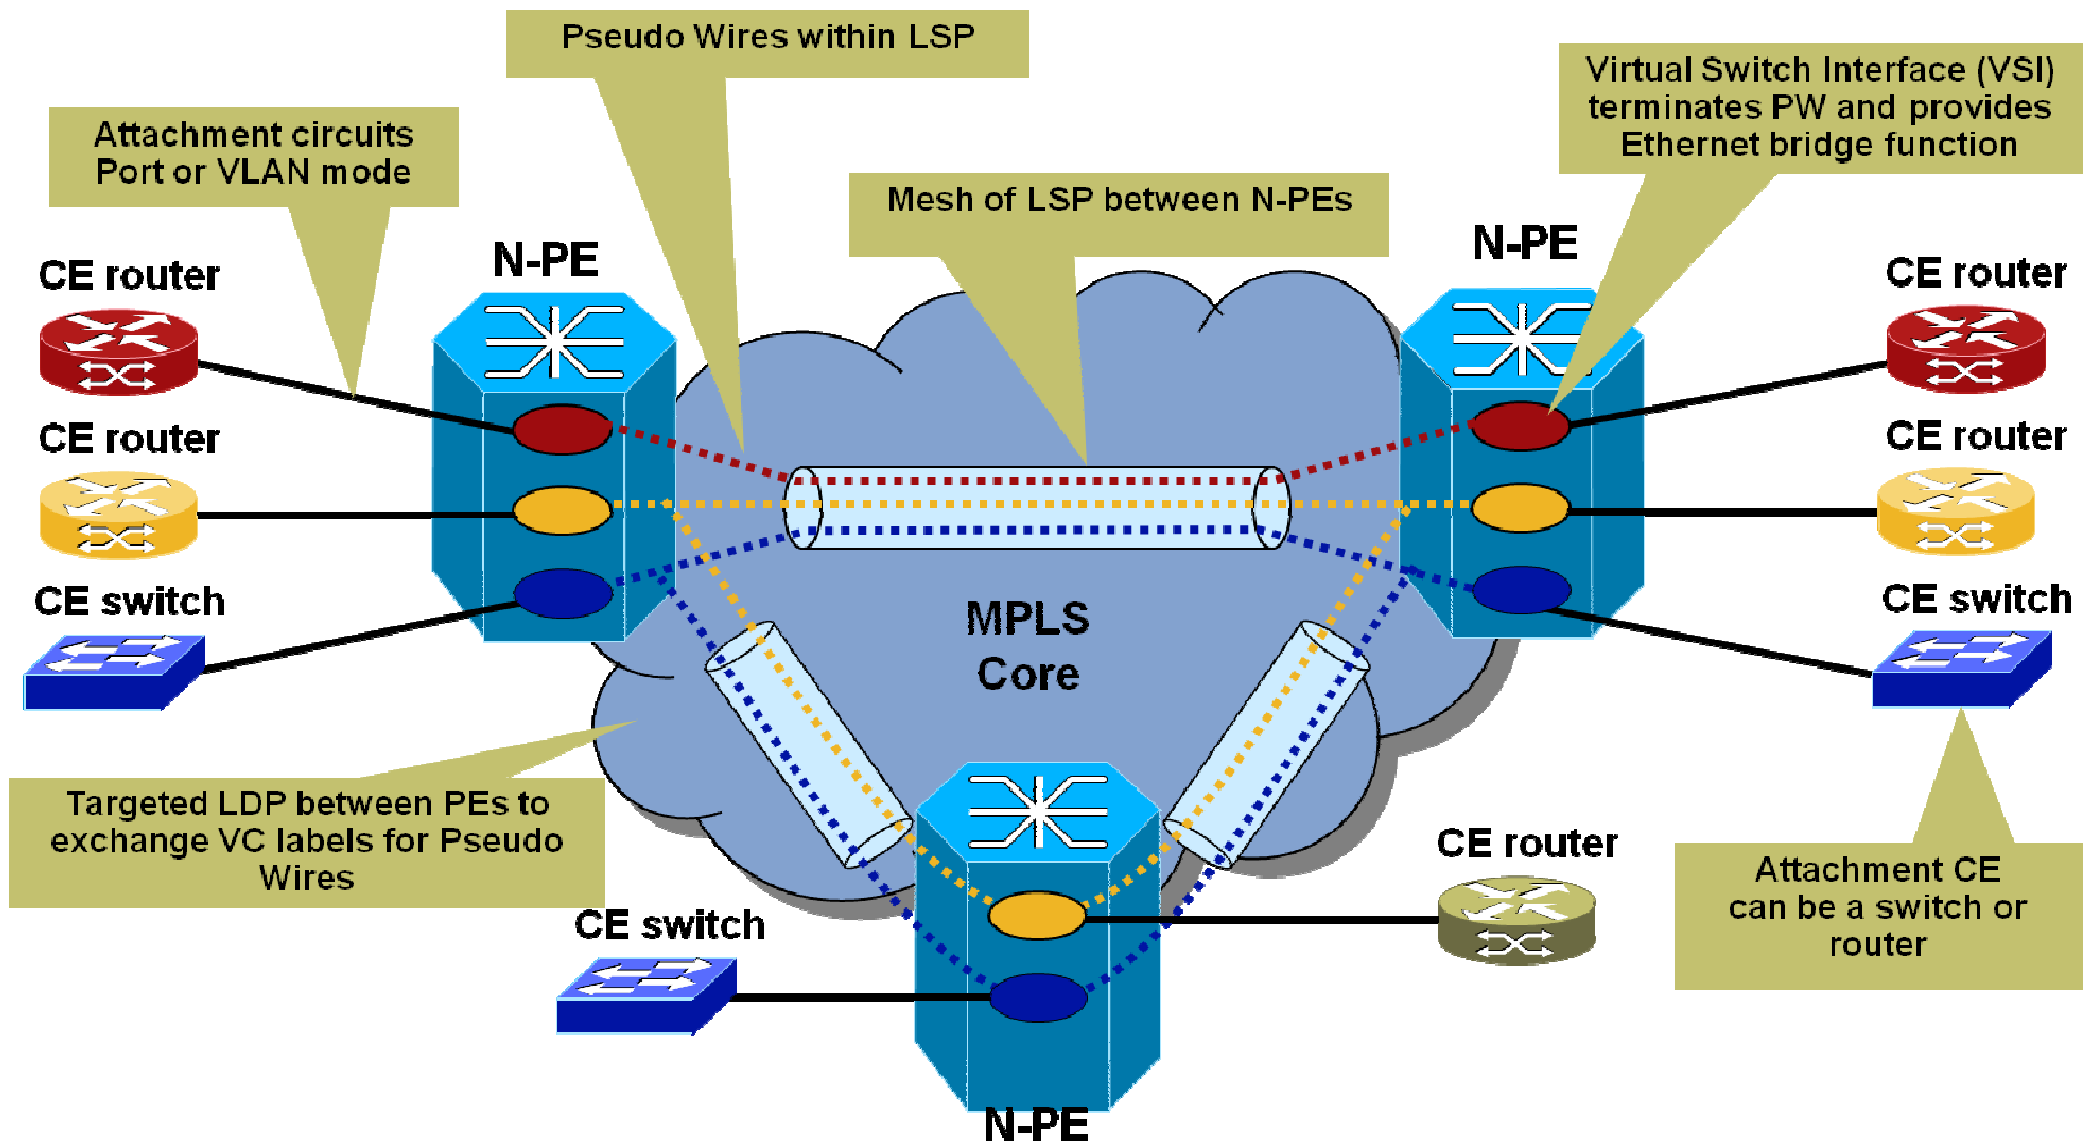 Pseudo Wires within LSP
Virtual Switch Interface (VSI)
terminates PW and provides
Ethernet bridge function
Attachment circuits
Port or VLAN mode
Mesh of LSP between N-PEs
N-PE
N-PE
CE router
CE router
CE router
CE router
CE switch
CE switch
MPLS
Core
Targeted LDP between PEs to
exchange VC labels for Pseudo
Wires
CE router
CE switch
Attachment CE
can be a switch or
router
N-PE